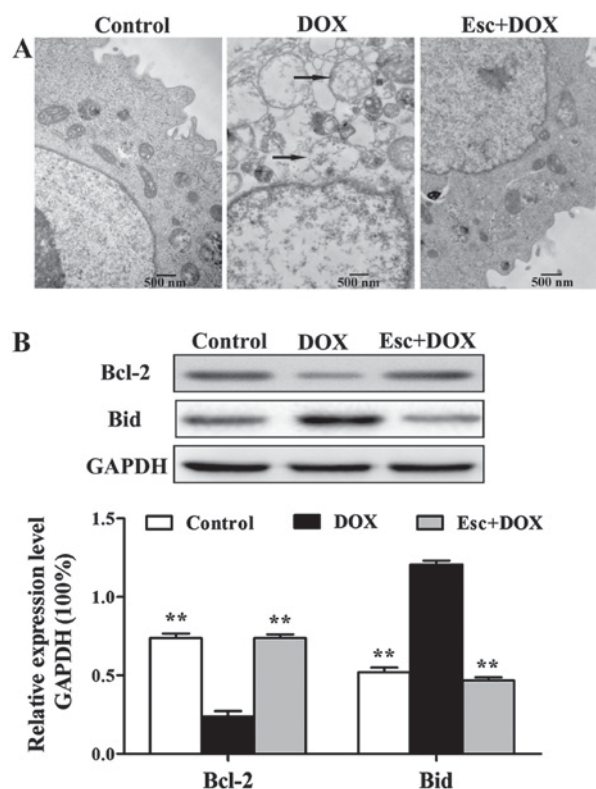 Control DOX Esc+DOX
A
500 nm 500 nm 500 nm
B
Control DOX Esc+DOX
Bcl-2
Bid
GAPDH
Control DOX Esc+DOX
Relative expression level
GAPDH (100%)
1.5
1.0
0.5
0.0
** ** ** **
Bcl-2 Bid